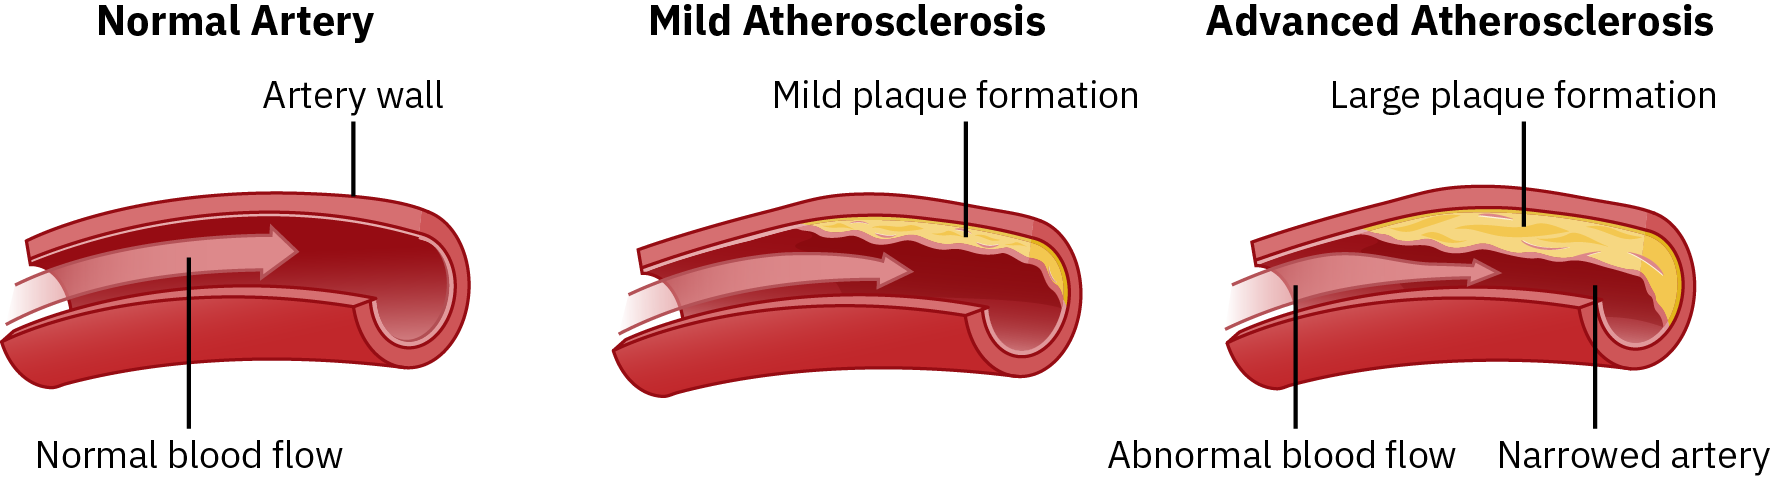 Normal Artery
Mild Atherosclerosis
Advanced Atherosclerosis
Artery wall
Mild plaque formation
Large plaque formation
Normal blood flow
Abnormal blood flow
Narrowed artery